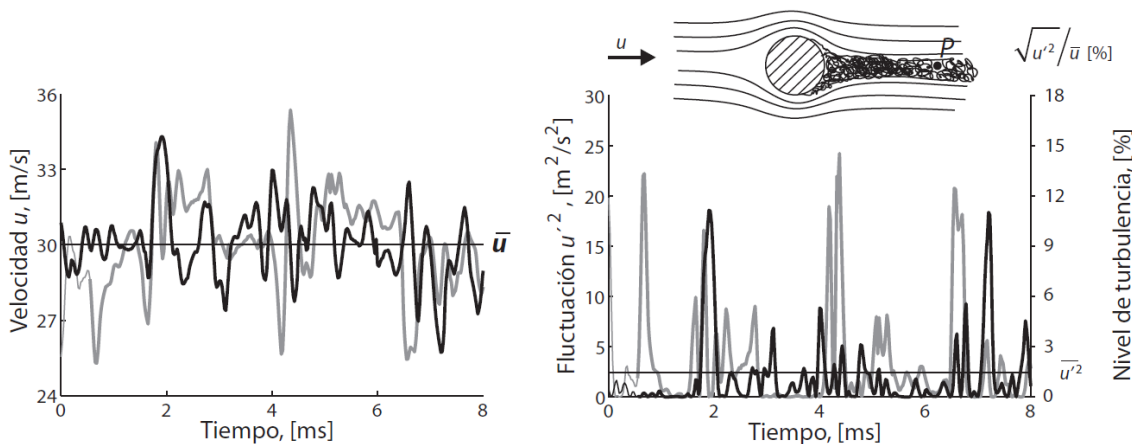 Velocidad u, [m/s]
36
33
30
27
24
0
2
4
6
8
Tiempo, [ms]
u̅
u
P
√u′² / u̅ [%]
Fluctuación u′², [m²/s²]
30
25
20
15
10
5
0
0
2
4
6
8
Tiempo, [ms]
18
15
12
9
6
3
0
u′²
Nivel de turbulencia, [%]